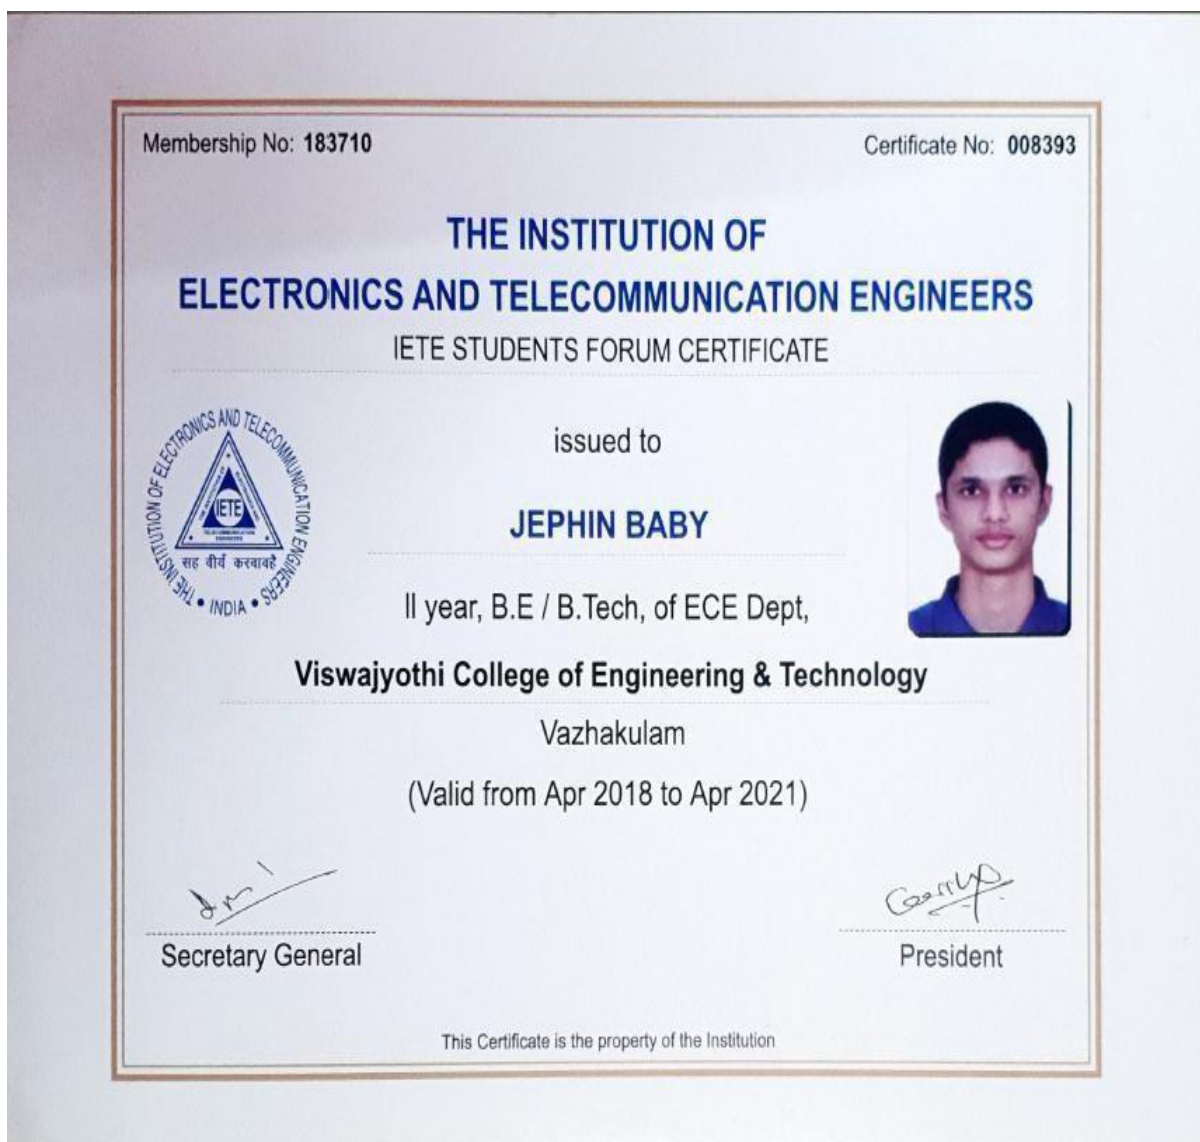 Membership No: 183710
Certificate No: 008393
THE INSTITUTION OF
ELECTRONICS AND TELECOMMUNICATION ENGINEERS
IETE STUDENTS FORUM CERTIFICATE
THE INSTITUTION OF ELECTRONICS AND TELECOMMUNICATION ENGINEERS
IETE
TELECOMMUNICATION
ENGINEERS
सह वीर्यं करवावहै
• INDIA •
issued to
JEPHIN BABY
II year, B.E / B.Tech, of ECE Dept,
Viswajyothi College of Engineering & Technology
Vazhakulam
(Valid from Apr 2018 to Apr 2021)
Secretary General
President
This Certificate is the property of the Institution